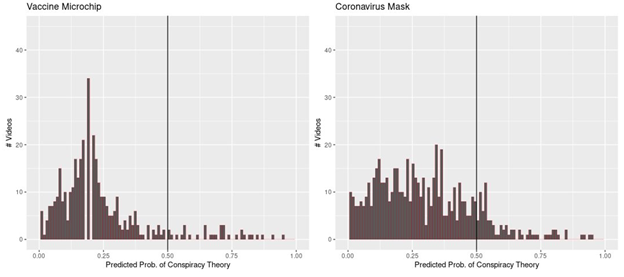 Vaccine Microchip
40
30
20
10
0
# Videos
0.00 0.25 0.50 0.75 1.00
Predicted Prob. of Conspiracy Theory
Coronavirus Mask
40
30
20
10
0
# Videos
0.00 0.25 0.50 0.75 1.00
Predicted Prob. of Conspiracy Theory